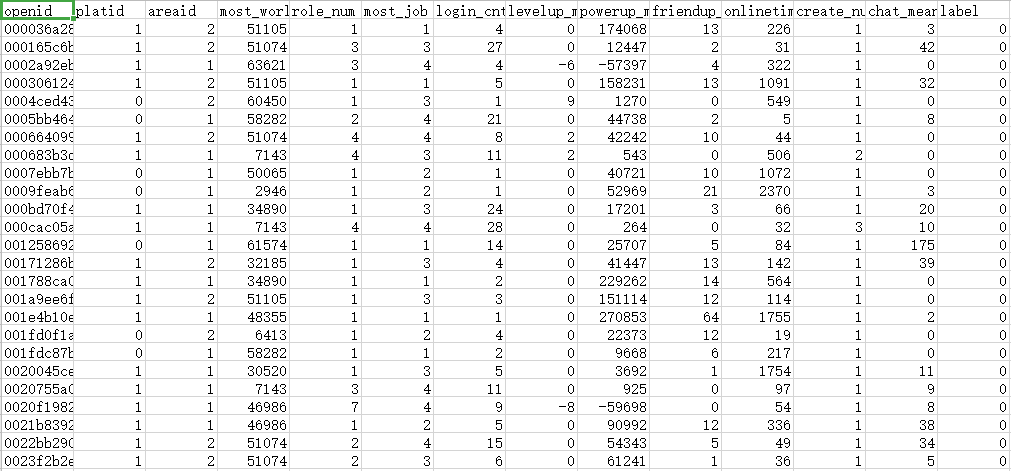 openid platid areaid most_worl role_num most_job login_cnt levelup_m powerup_m friendup_ onlinetim create_nu chat_mear label
000036a28 1 2 51105 1 1 4 0 174068 13 226 1 3 0
000165c6b 1 2 51074 3 3 27 0 12447 2 31 1 42 0
0002a92eb 1 1 63621 3 4 4 -6 -57397 4 322 1 0 0
000306124 1 2 51105 1 1 5 0 158231 13 1091 1 32 0
0004ced43 0 2 60450 1 3 1 9 1270 0 549 1 0 0
0005bb464 0 1 58282 2 4 21 0 44738 2 5 1 8 0
000664099 1 2 51074 4 4 8 2 42242 10 44 1 0 0
000683b3c 1 1 7143 4 3 11 2 543 0 506 2 0 0
0007ebb7b 0 1 50065 1 2 1 0 40721 10 1072 1 0 0
0009feab6 0 1 2946 1 2 1 0 52969 21 2370 1 3 0
000bd70f4 1 1 34890 1 3 24 0 17201 3 66 1 20 0
000cac05a 1 1 7143 4 4 28 0 264 0 32 3 10 0
001258692 0 1 61574 1 1 14 0 25707 5 84 1 175 0
00171286b 1 2 32185 1 3 4 0 41447 13 142 1 39 0
001788ca0 1 1 34890 1 1 2 0 229262 14 564 1 0 0
001a9ee6f 1 2 51105 1 3 3 0 151114 12 114 1 0 0
001e4b10e 1 1 48355 1 1 1 0 270853 64 1755 1 2 0
001fd0f1a 0 2 6413 1 2 4 0 22373 12 19 1 0 0
001fdc87b 0 1 58282 1 1 2 0 9668 6 217 1 0 0
0020045ce 1 1 30520 1 3 5 0 3692 1 1754 1 11 0
0020755a0 1 1 7143 3 4 11 0 925 0 97 1 9 0
0020f1982 1 1 46986 7 4 9 -8 -59698 0 54 1 8 0
0021b8392 1 1 46986 1 2 5 0 90992 12 336 1 38 0
0022bb290 1 2 51074 2 4 15 0 54343 5 49 1 34 0
0023f2b2e 1 2 51074 2 3 6 0 61241 1 36 1 5 0